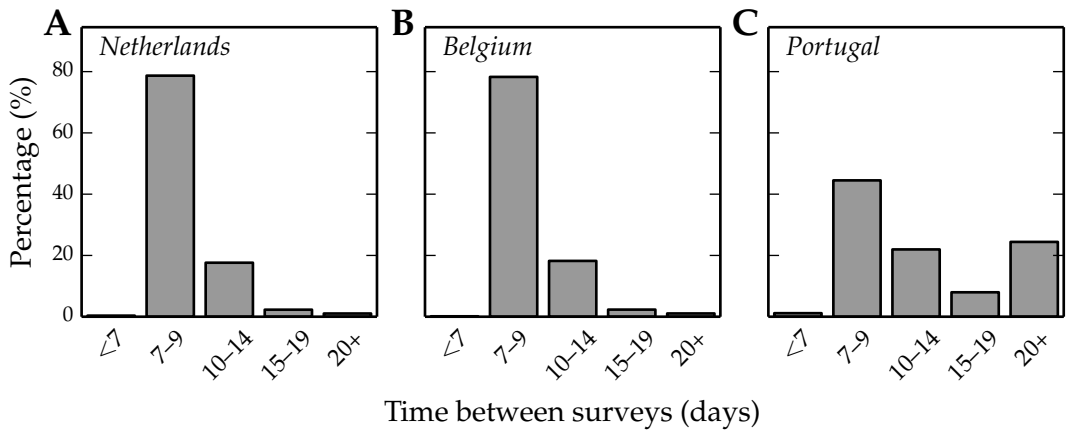 A
Netherlands
B
Belgium
C
Portugal
Percentage (%)
80
60
40
20
0
<7
7–9
10–14
15–19
20+
<7
7–9
10–14
15–19
20+
<7
7–9
10–14
15–19
20+
Time between surveys (days)